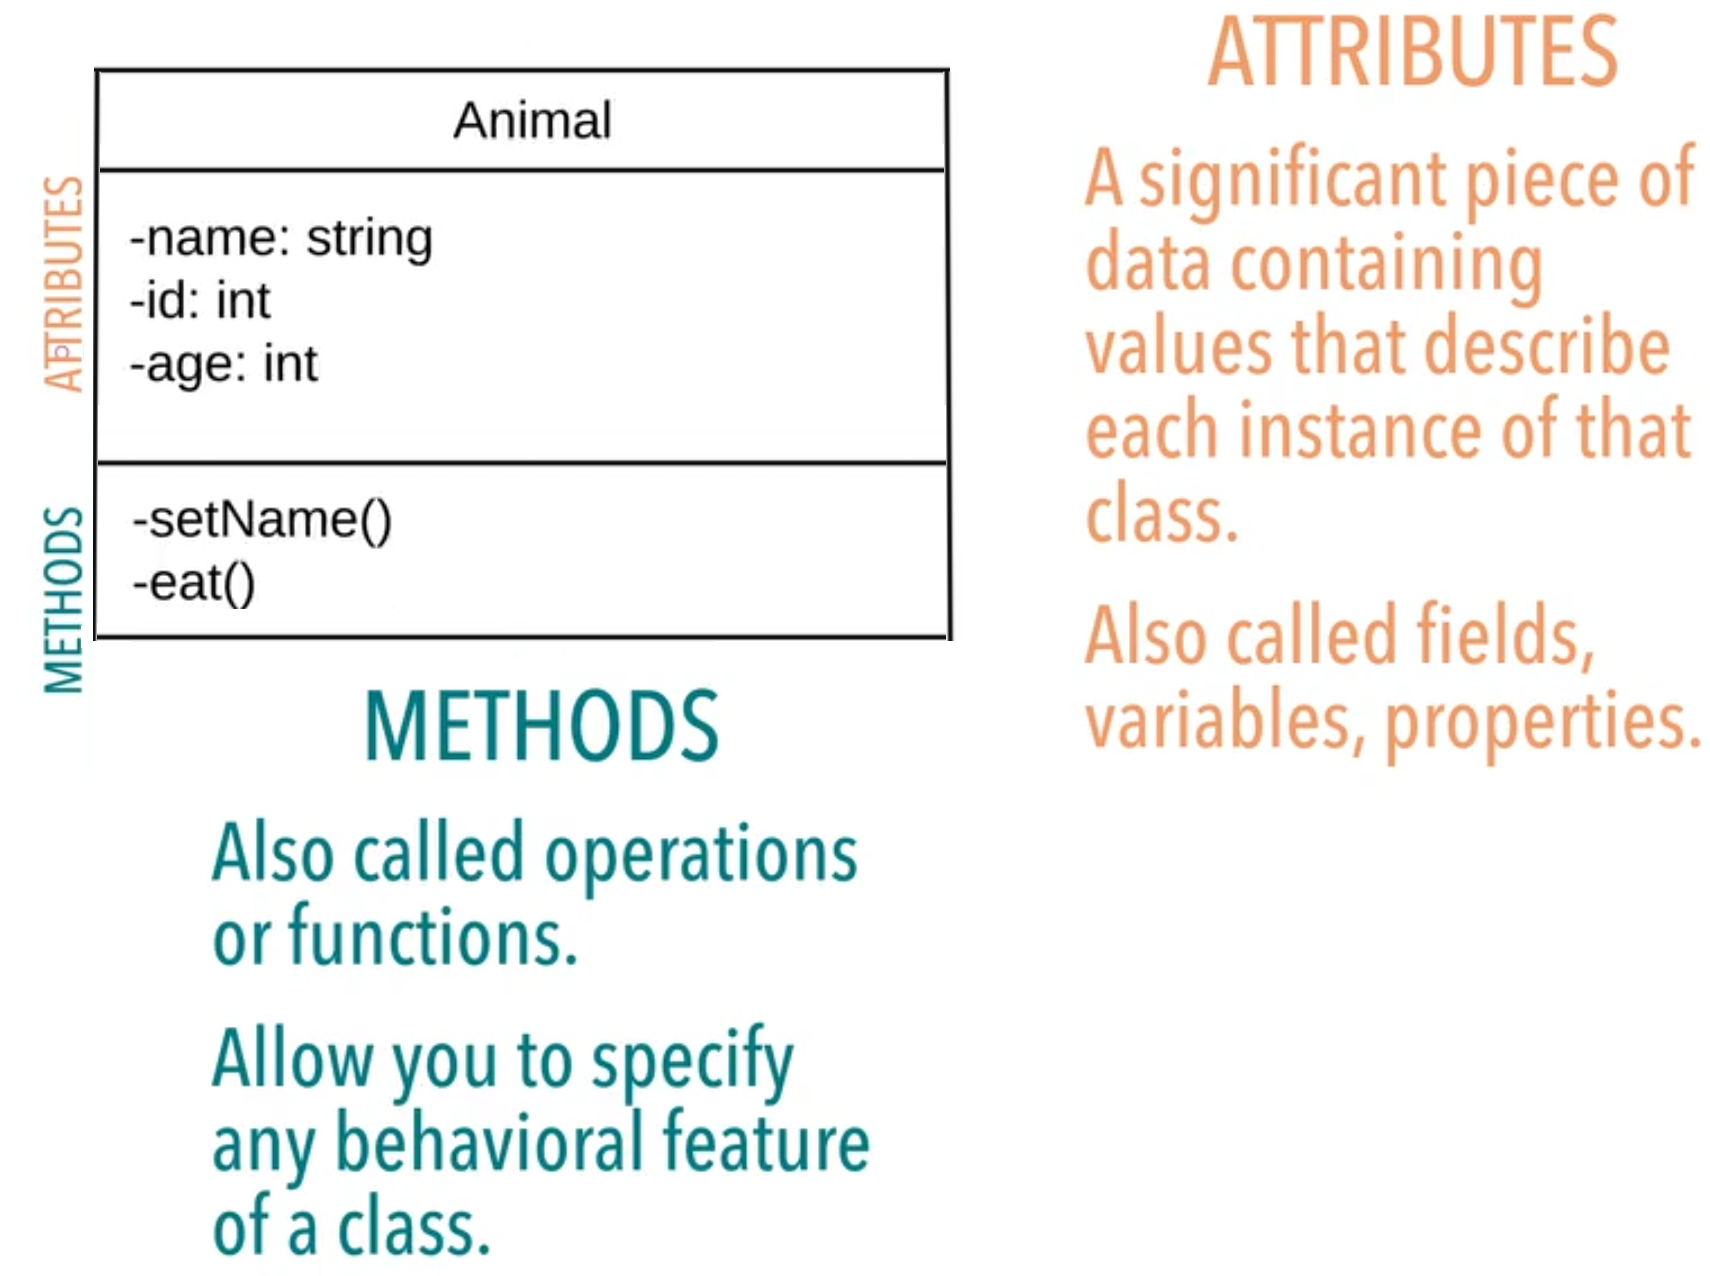 ATTRIBUTES
Animal
ATTRIBUTES
-name: string
-id: int
-age: int
METHODS
-setName()
-eat()
A significant piece of
data containing
values that describe
each instance of that
class.
Also called fields,
variables, properties.
METHODS
Also called operations
or functions.
Allow you to specify
any behavioral feature
of a class.